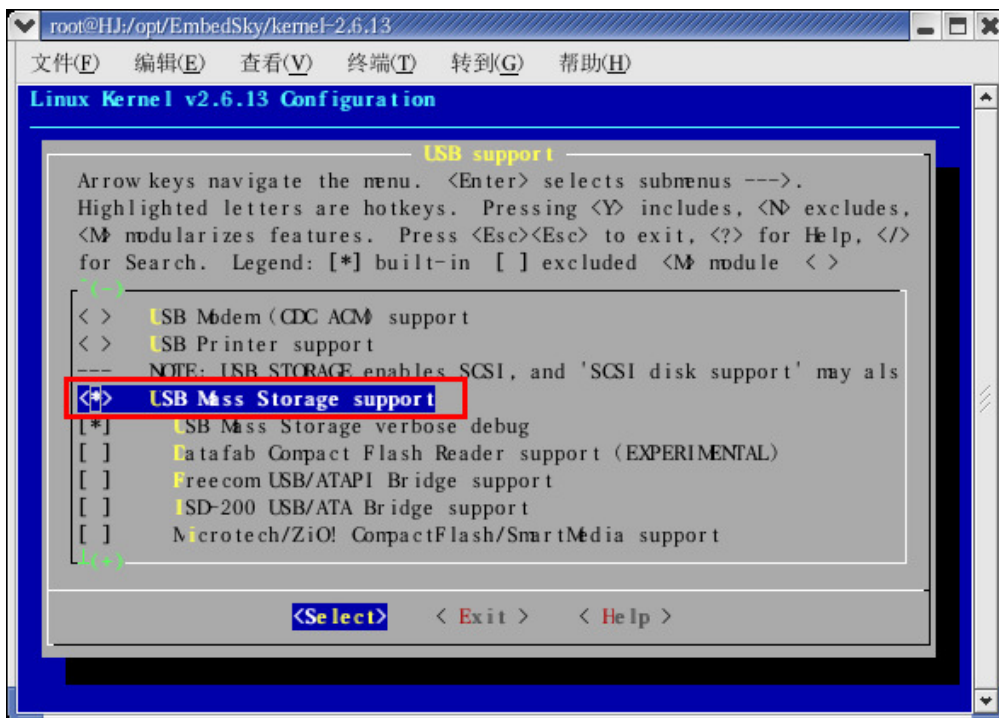 root@HJ:/opt/EmbedSky/kernel-2.6.13
文件(F) 编辑(E) 查看(V) 终端(T) 转到(G) 帮助(H)
Linux Kernel v2.6.13 Configuration
USB support
Arrow keys navigate the menu. <Enter> selects submenus --->.
Highlighted letters are hotkeys. Pressing <Y> includes, <N> excludes,
<M> modularizes features. Press <Esc><Esc> to exit, <?> for Help, </>
for Search. Legend: [*] built-in [ ] excluded <M> module < >
^(-)
< > USB Modem (CDC ACM) support
< > USB Printer support
--- NOTE: USB STORAGE enables SCSI, and 'SCSI disk support' may als
<*> USB Mass Storage support
[*] USB Mass Storage verbose debug
[ ] Datafab Compact Flash Reader support (EXPERIMENTAL)
[ ] Freecom USB/ATAPI Bridge support
[ ] ISD-200 USB/ATA Bridge support
[ ] Microtech/ZiO! CompactFlash/SmartMedia support
(+)
<Select> < Exit > < Help >